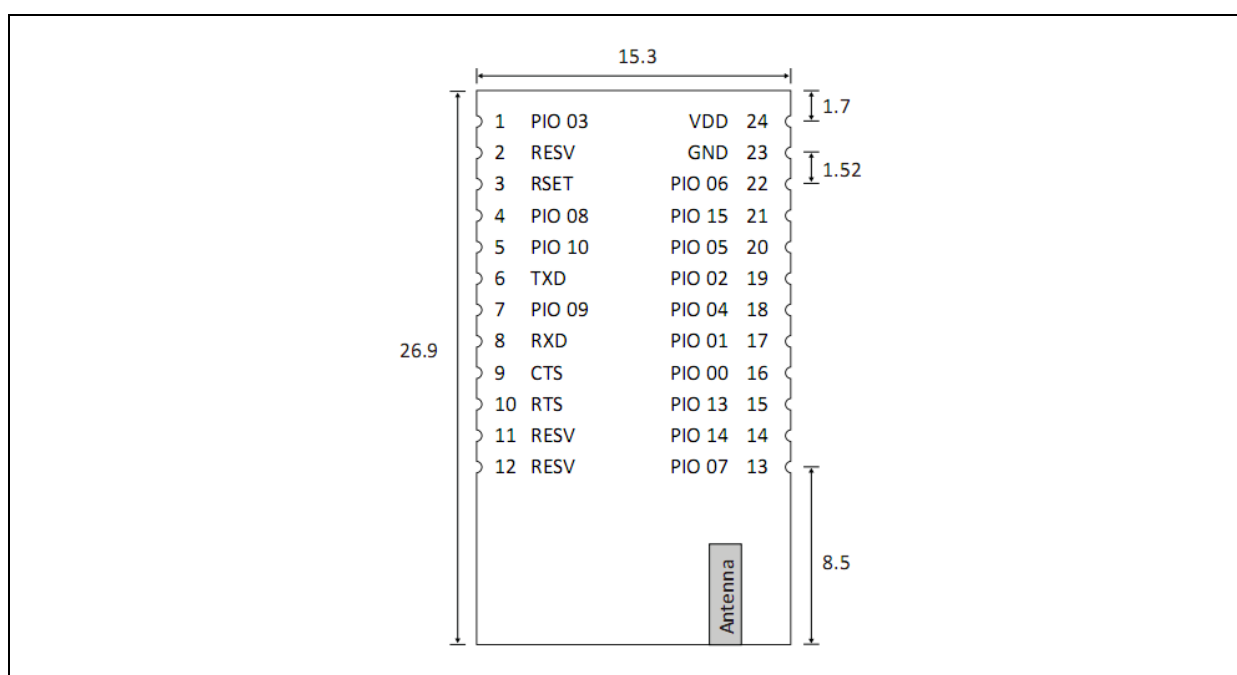 15.3
1.7
1 PIO 03 VDD 24
2 RESV GND 23
1.52
3 RSET PIO 06 22
4 PIO 08 PIO 15 21
5 PIO 10 PIO 05 20
6 TXD PIO 02 19
7 PIO 09 PIO 04 18
8 RXD PIO 01 17
26.9
9 CTS PIO 00 16
10 RTS PIO 13 15
11 RESV PIO 14 14
12 RESV PIO 07 13
8.5
Antenna